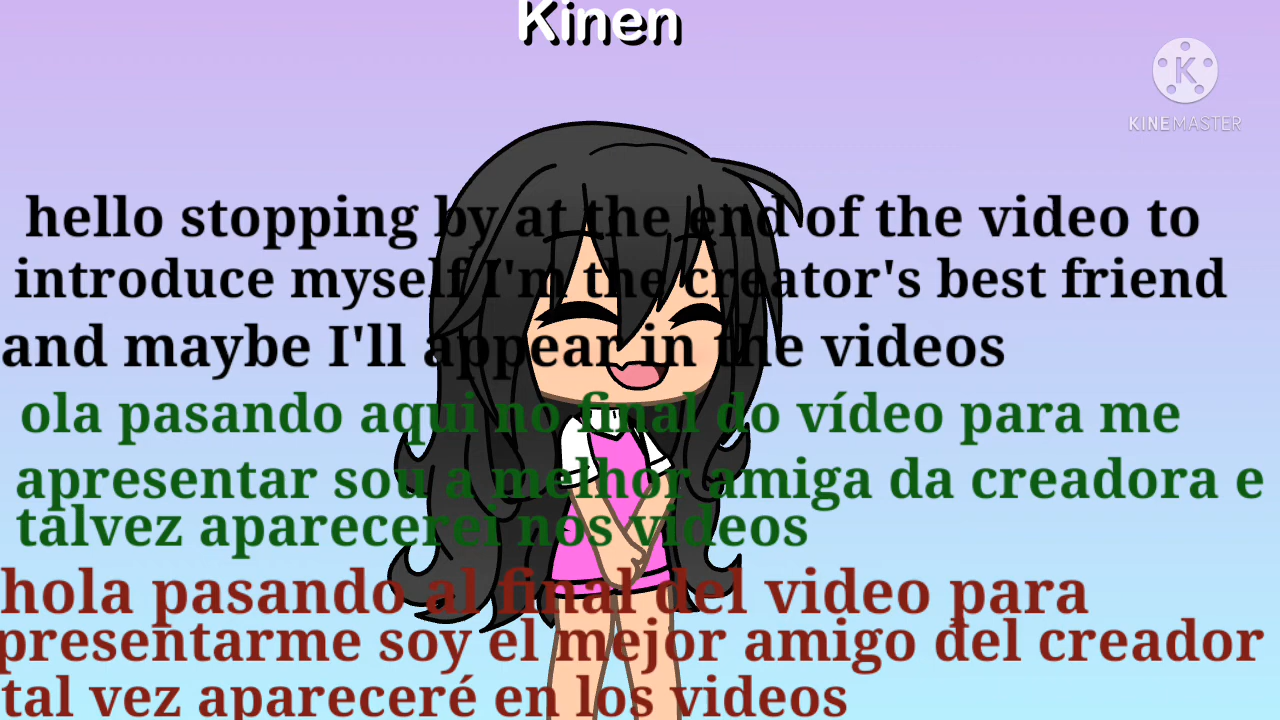 Kinen
KINEMASTER
hello stopping by at the end of the video to
introduce myself I'm the creator's best friend
and maybe I'll appear in the videos
ola pasando aqui no final do vídeo para me
apresentar sou a melhor amiga da creadora e
talvez aparecerei nos videos
hola pasando al final del video para
presentarme soy el mejor amigo del creador
tal vez apareceré en los videos